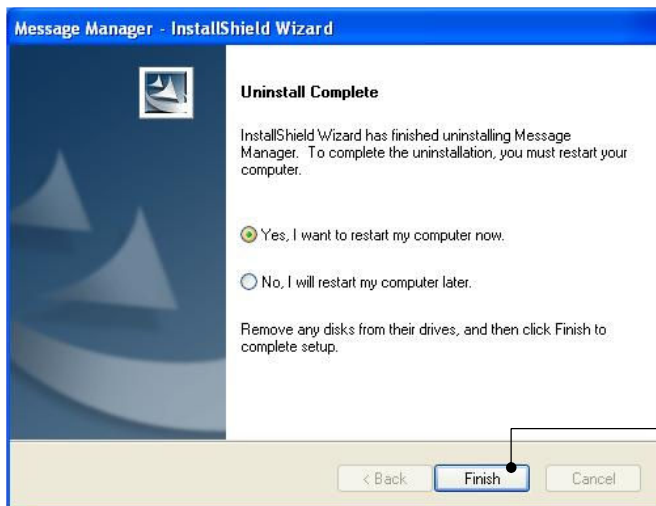 Message Manager - InstallShield Wizard
Uninstall Complete
InstallShield Wizard has finished uninstalling Message
Manager. To complete the uninstallation, you must restart your
computer.
Yes, I want to restart my computer now.
No, I will restart my computer later.
Remove any disks from their drives, and then click Finish to
complete setup.
< Back Finish Cancel